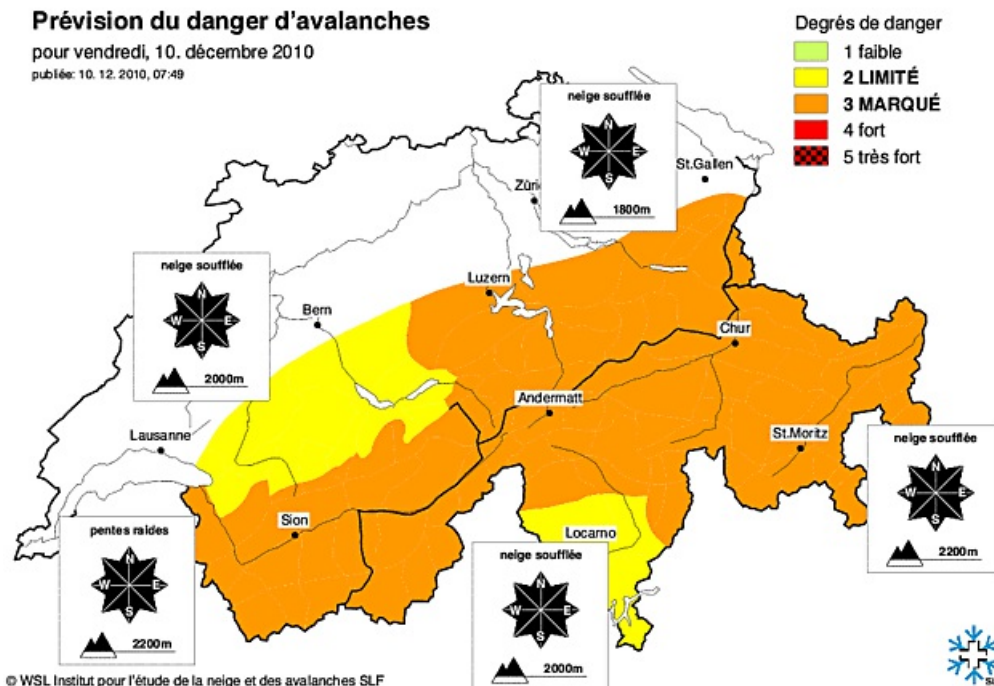 Prévision du danger d'avalanches
pour vendredi, 10. décembre 2010
publiée: 10. 12. 2010, 07:49
Degrés de danger
1 faible
2 LIMITÉ
3 MARQUÉ
4 fort
5 très fort
neige soufflée
N
W E
S
1800m
St.Gallen
Züri
neige soufflée
N
W E
S
2000m
Luzern
Bern
Chur
Andermatt
Lausanne
St.Moritz
neige soufflée
N
W E
S
2200m
Sion
Locarno
pentes raides
N
W E
S
2200m
neige soufflée
N
W E
S
2000m
© WSL Institut pour l'étude de la neige et des avalanches SLF